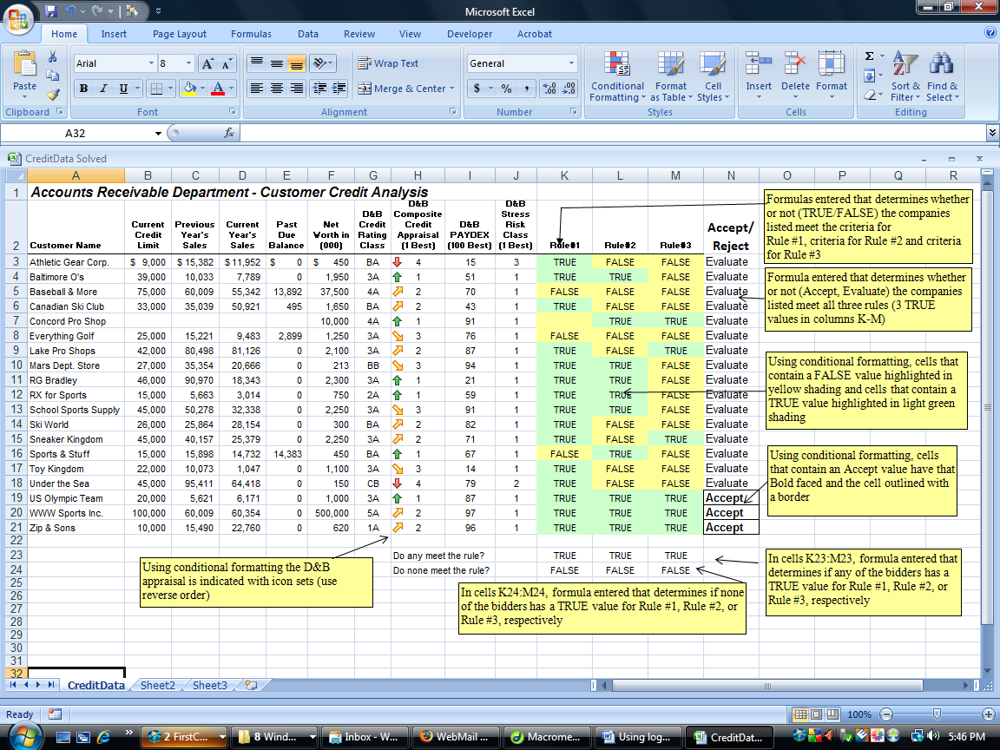 Microsoft Excel
Home Insert Page Layout Formulas Data Review View Developer Acrobat
Paste Arial 8 Wrap Text General Conditional Formatting Format as Table Cell Styles Insert Delete Format Sort & Filter Find & Select
B I U Merge & Center $ % ,
Clipboard Font Alignment Number Styles Cells Editing
A32 fx
CreditData Solved
A B C D E F G H I J K L M N O P Q R
1 Accounts Receivable Department - Customer Credit Analysis
2 Customer Name Current Credit Limit Previous Year's Sales Current Year's Sales Past Due Balance Net Worth in (000) D&B Credit Rating Class D&B Composite Credit Appraisal (1 Best) D&B PAYDEX (100 Best) D&B Stress Risk Class (1 Best) Rule#1 Rule#2 Rule#3 Accept/ Reject
3 Athletic Gear Corp. $ 9,000 $ 15,382 $ 11,952 $ 0 $ 450 BA 4 15 3 TRUE FALSE FALSE Evaluate
4 Baltimore O's 39,000 10,033 7,789 0 1,950 3A 1 51 1 TRUE TRUE FALSE Evaluate
5 Baseball & More 75,000 60,009 55,342 13,892 37,500 4A 2 70 1 FALSE FALSE FALSE Evaluate
6 Canadian Ski Club 33,000 35,039 50,921 495 1,650 BA 2 43 1 TRUE FALSE FALSE Evaluate
7 Concord Pro Shop 10,000 4A 1 91 1 TRUE TRUE Evaluate
8 Everything Golf 25,000 15,221 9,483 2,899 1,250 3A 3 76 1 FALSE FALSE FALSE Evaluate
9 Lake Pro Shops 42,000 80,498 81,126 0 2,100 3A 2 87 1 TRUE FALSE TRUE Evaluate
10 Mars Dept. Store 27,000 35,354 20,666 0 213 BB 3 94 1 TRUE TRUE FALSE Evaluate
11 RG Bradley 46,000 90,970 18,343 0 2,300 3A 1 21 1 TRUE TRUE FALSE Evaluate
12 RX for Sports 15,000 5,663 3,014 0 750 2A 1 59 1 TRUE TRUE FALSE Evaluate
13 School Sports Supply 45,000 50,278 32,338 0 2,250 3A 3 91 1 TRUE TRUE FALSE Evaluate
14 Ski World 26,000 25,864 28,154 0 300 BA 2 82 1 TRUE FALSE FALSE Evaluate
15 Sneaker Kingdom 45,000 40,157 25,379 0 2,250 3A 2 71 1 TRUE FALSE TRUE Evaluate
16 Sports & Stuff 15,000 15,898 14,732 14,383 450 BA 1 67 1 FALSE TRUE FALSE Evaluate
17 Toy Kingdom 22,000 10,073 1,047 0 1,100 3A 3 14 1 TRUE TRUE FALSE Evaluate
18 Under the Sea 45,000 95,411 64,418 0 150 CB 4 79 2 TRUE TRUE FALSE Evaluate
19 US Olympic Team 20,000 5,621 6,171 0 1,000 3A 1 87 1 TRUE TRUE TRUE Accept
20 WWW Sports Inc. 100,000 60,009 60,354 0 500,000 5A 2 97 1 TRUE TRUE TRUE Accept
21 Zip & Sons 10,000 15,490 22,760 0 620 1A 2 96 1 TRUE TRUE TRUE Accept
22
23 Do any meet the rule? TRUE TRUE TRUE
24 Do none meet the rule? FALSE FALSE FALSE
25
26
27
28
29
30
31
32
Formulas entered that determines whether
or not (TRUE/FALSE) the companies
listed meet the criteria for
Rule #1, criteria for Rule #2 and criteria
for Rule #3
Formula entered that determines whether
or not (Accept, Evaluate) the companies
listed meet all three rules (3 TRUE
values in columns K-M)
Using conditional formatting, cells that
contain a FALSE value highlighted in
yellow shading and cells that contain a
TRUE value highlighted in light green
shading
Using conditional formatting, cells
that contain an Accept value have that
Bold faced and the cell outlined with
a border
Using conditional formatting the D&B
appraisal is indicated with icon sets (use
reverse order)
In cells K24:M24, formula entered that determines if none
of the bidders has a TRUE value for Rule #1, Rule #2, or
Rule #3, respectively
In cells K23:M23, formula entered that
determines if any of the bidders has a
TRUE value for Rule #1, Rule #2, or
Rule #3, respectively
CreditData Sheet2 Sheet3
Ready 100%
2 FirstC... 8 Wind... Inbox - W... WebMail ... Macrome... Using log... CreditDat... 5:46 PM